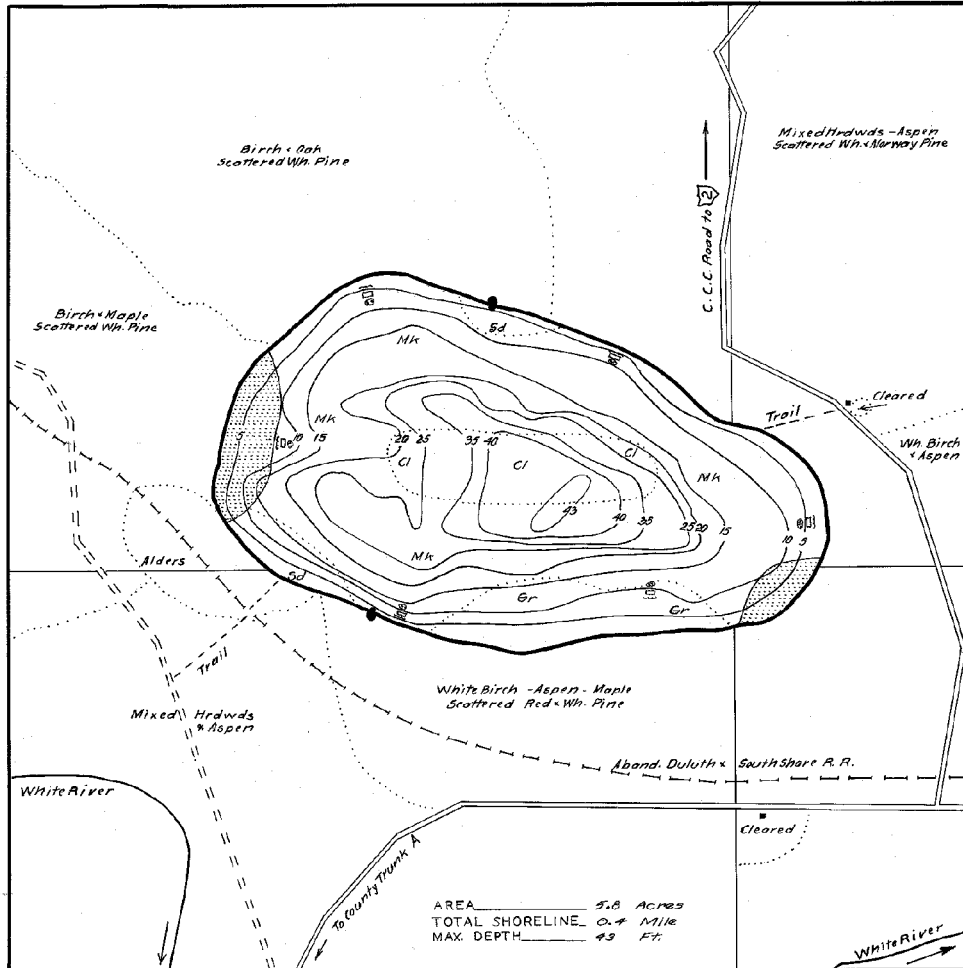 Birch & Oak
Scattered Wh. Pine
Mixed Hrdwds - Aspen
Scattered Wh. & Norway Pine
C.C.C. Road to 2
Birch & Maple
Scattered Wh. Pine
Sd
Mk
Trail
Cleared
Wh. Birch
& Aspen
Mk
5
10
15
20
25
35
40
Cl
Cl
Cl
Mk
43
40
35
25
20
15
10
5
Mk
Alders
Sd
Gr
Gr
Trail
White Birch - Aspen - Maple
Scattered Red & Wh. Pine
Mixed Hrdwds
& Aspen
Aband. Duluth & South Shore R.R.
White River
Cleared
To County Trunk A
AREA 5.8 Acres
TOTAL SHORELINE 0.4 Mile
MAX. DEPTH 43 Ft.
White River